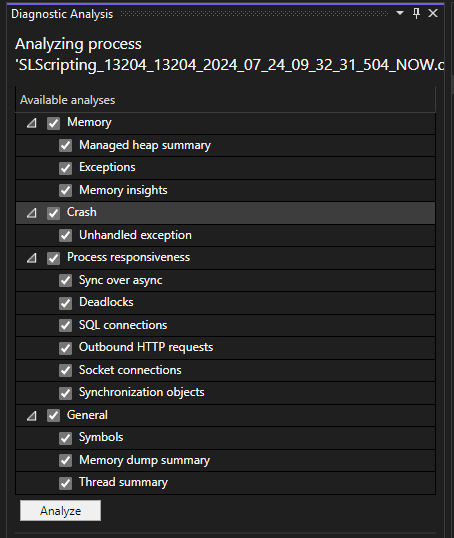 Diagnostic Analysis
Analyzing process
'SLScripting_13204_13204_2024_07_24_09_32_31_504_NOW.c
Available analyses
Memory
Managed heap summary
Exceptions
Memory insights
Crash
Unhandled exception
Process responsiveness
Sync over async
Deadlocks
SQL connections
Outbound HTTP requests
Socket connections
Synchronization objects
General
Symbols
Memory dump summary
Thread summary
Analyze